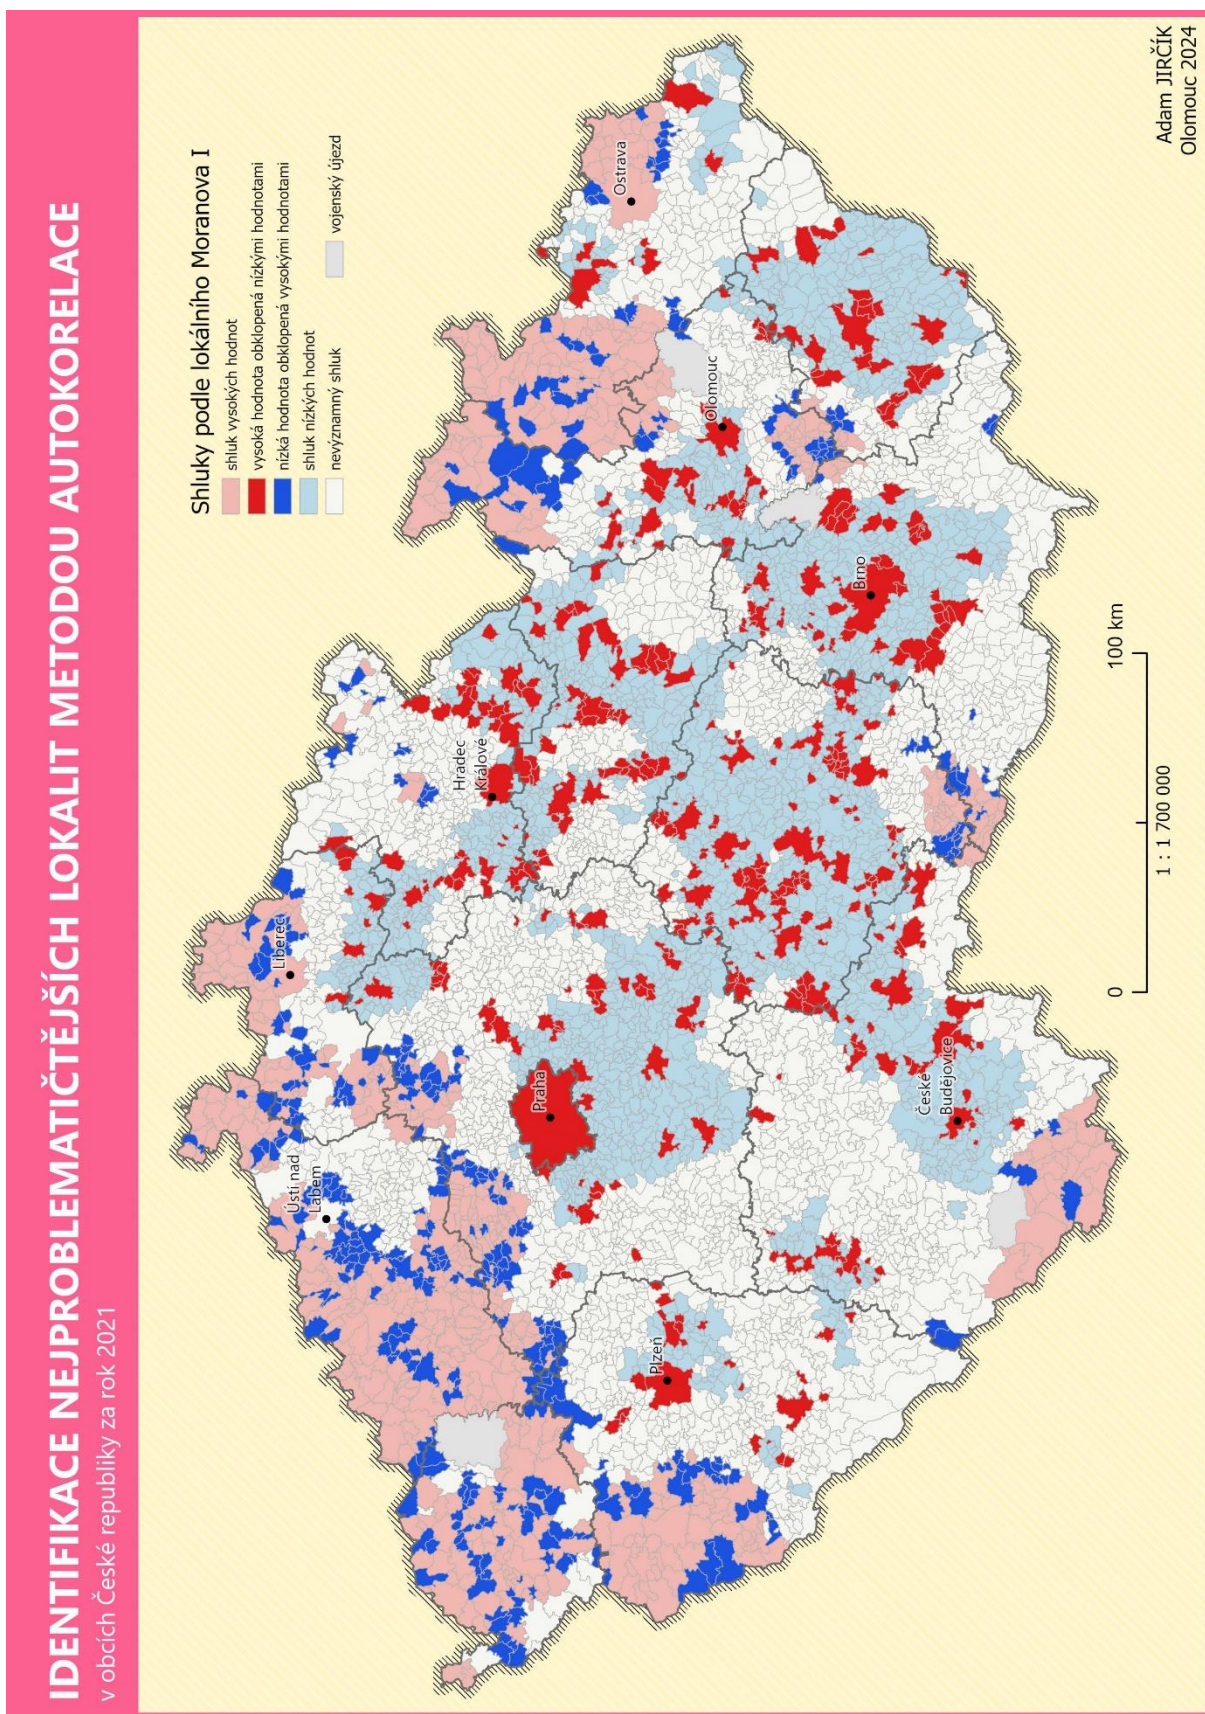 IDENTIFIKACE NEJPROBLEMATIČTĚJŠÍCH LOKALIT METODOU AUTOKORELACE
v obcích České republiky za rok 2021
Shluky podle lokálního Moranova I
shluk vysokých hodnot
vysoká hodnota obklopená nízkými hodnotami
nízká hodnota obklopená vysokými hodnotami
shluk nízkých hodnot
nevýznamný shluk
vojenský újezd
Liberec
Ústí nad
Labem
Hradec
Králové
Praha
Ostrava
Plzeň
Olomouc
Brno
České
Budějovice
0
100 km
1 : 1 700 000
Adam JIRČÍK
Olomouc 2024